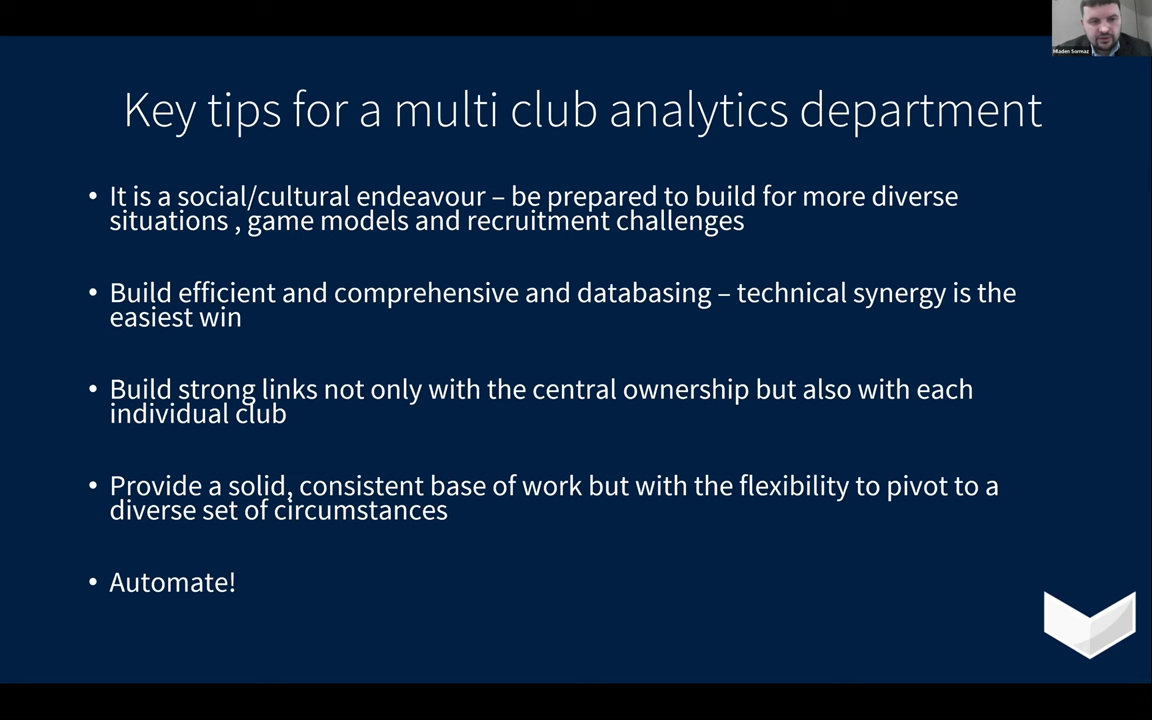 Mladen Sormaz
Key tips for a multi club analytics department
• It is a social/cultural endeavour – be prepared to build for more diverse
situations , game models and recruitment challenges
• Build efficient and comprehensive and databasing – technical synergy is the
easiest win
• Build strong links not only with the central ownership but also with each
individual club
• Provide a solid, consistent base of work but with the flexibility to pivot to a
diverse set of circumstances
• Automate!